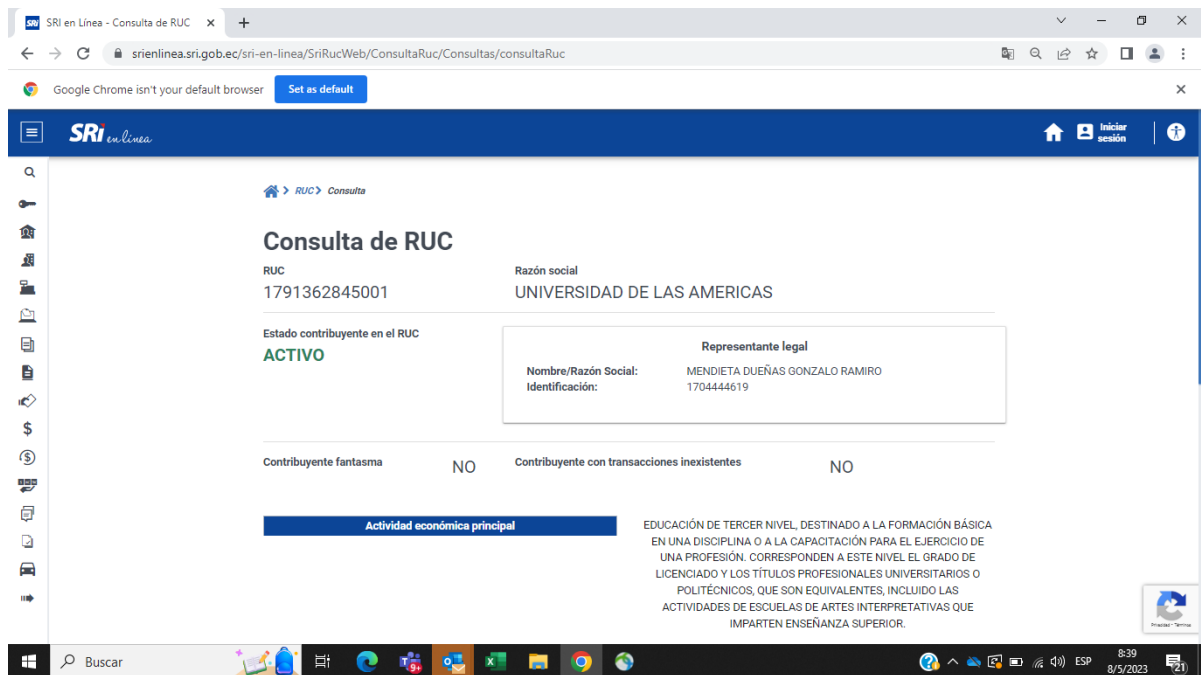 SRi SRI en Línea - Consulta de RUC
srienlinea.sri.gob.ec/sri-en-linea/SriRucWeb/ConsultaRuc/Consultas/consultaRuc
Google Chrome isn't your default browser Set as default
SRi en línea
Iniciar
sesión
RUC Consulta
Consulta de RUC
RUC Razón social
1791362845001 UNIVERSIDAD DE LAS AMERICAS
Estado contribuyente en el RUC
ACTIVO
Representante legal
Nombre/Razón Social: MENDIETA DUEÑAS GONZALO RAMIRO
Identificación: 1704444619
Contribuyente fantasma NO Contribuyente con transacciones inexistentes NO
Actividad económica principal
EDUCACIÓN DE TERCER NIVEL, DESTINADO A LA FORMACIÓN BÁSICA
EN UNA DISCIPLINA O A LA CAPACITACIÓN PARA EL EJERCICIO DE
UNA PROFESIÓN. CORRESPONDEN A ESTE NIVEL EL GRADO DE
LICENCIADO Y LOS TÍTULOS PROFESIONALES UNIVERSITARIOS O
POLITÉCNICOS, QUE SON EQUIVALENTES, INCLUIDO LAS
ACTIVIDADES DE ESCUELAS DE ARTES INTERPRETATIVAS QUE
IMPARTEN ENSEÑANZA SUPERIOR.
Privacidad - Términos
Buscar
9+
ESP
8:39
8/5/2023
21